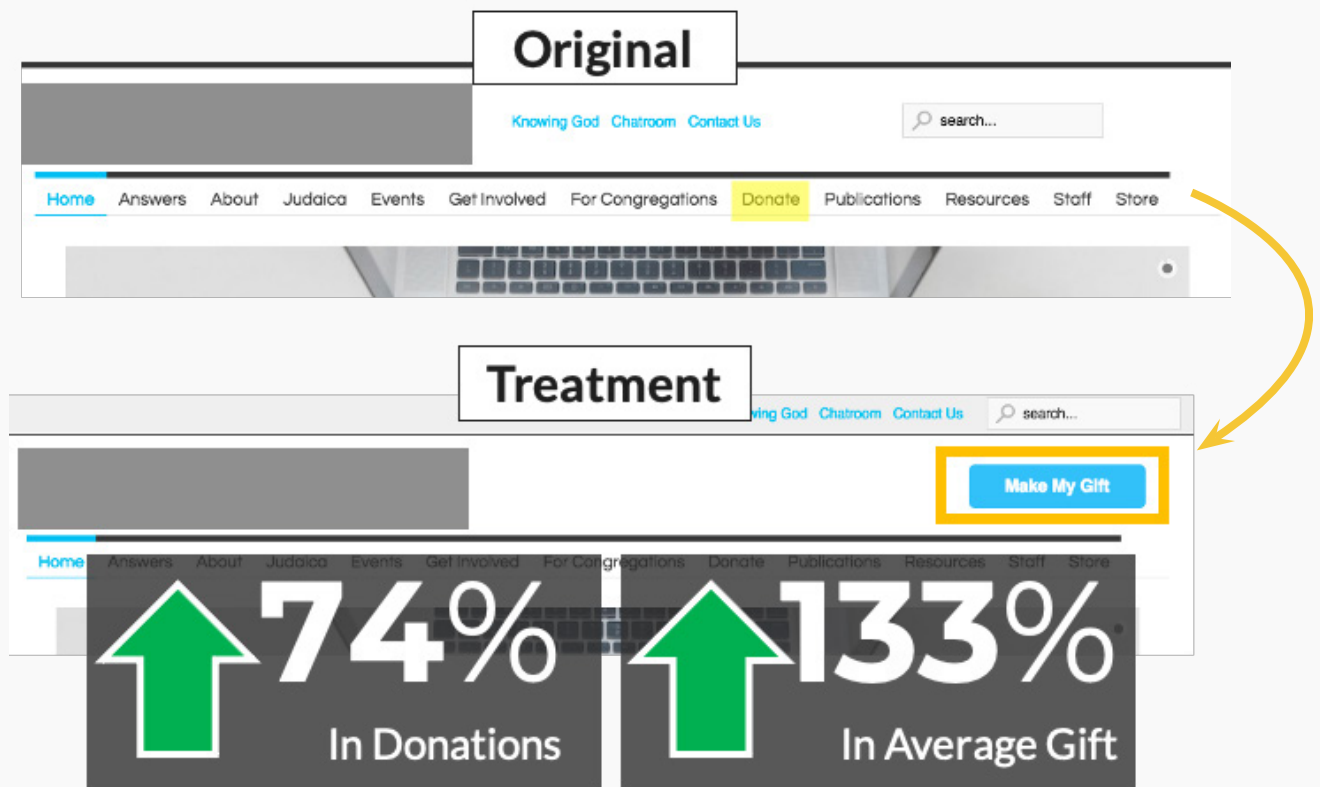 Original
Knowing God Chatroom Contact Us
search...
Home Answers About Judaica Events Get Involved For Congregations Donate Publications Resources Staff Store
Treatment
God Chatroom Contact Us
search...
Make My Gift
Home Answers About Judaica Events Get Involved For Congregations Donate Publications Resources Staff Store
74%
In Donations
133%
In Average Gift